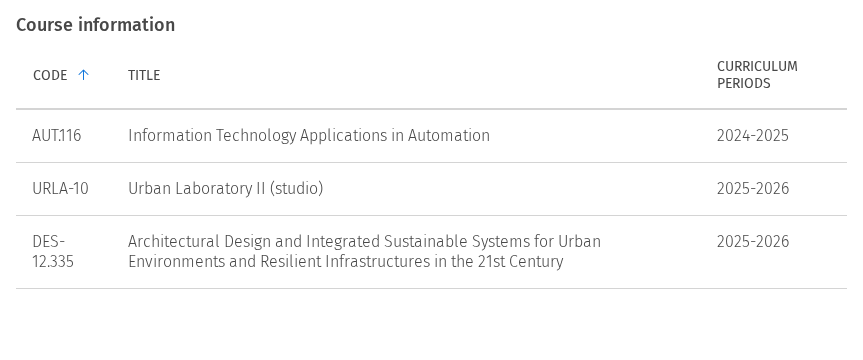 Course information
CODE ↑ TITLE CURRICULUM PERIODS
AUT.116 Information Technology Applications in Automation 2024-2025
URLA-10 Urban Laboratory II (studio) 2025-2026
DES- Architectural Design and Integrated Sustainable Systems for Urban 2025-2026
12.335 Environments and Resilient Infrastructures in the 21st Century